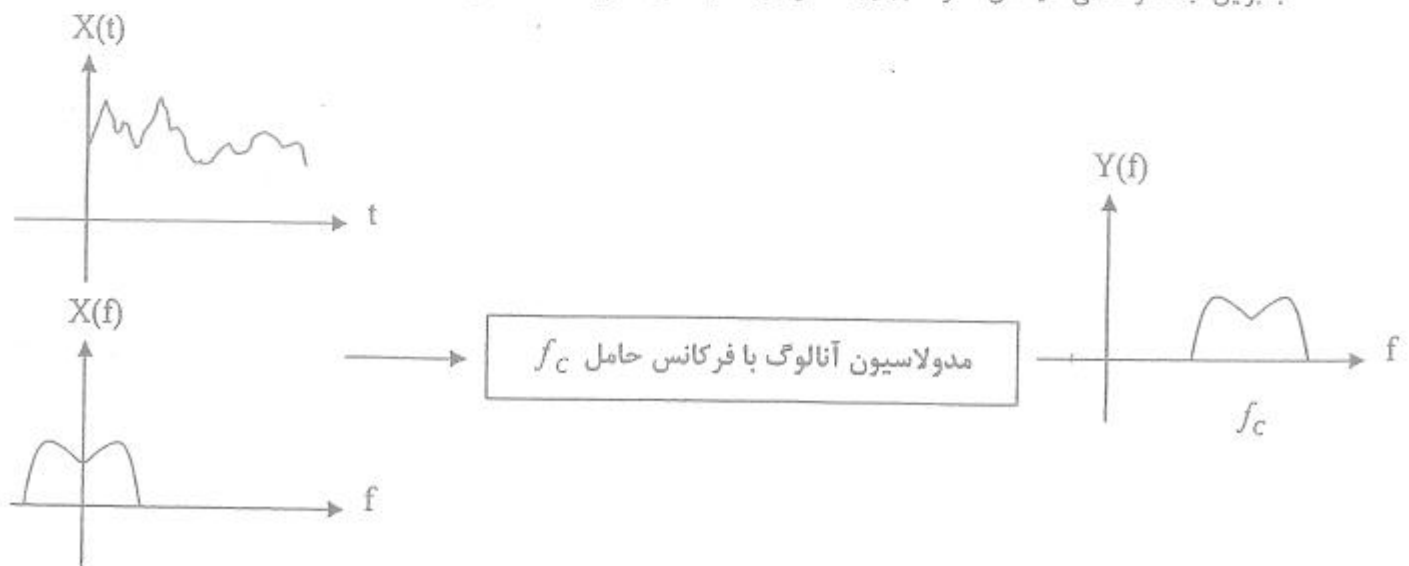 X(t)
t
X(f)
f
مدولاسیون آنالوگ با فرکانس حامل f_C
Y(f)
f
f_C